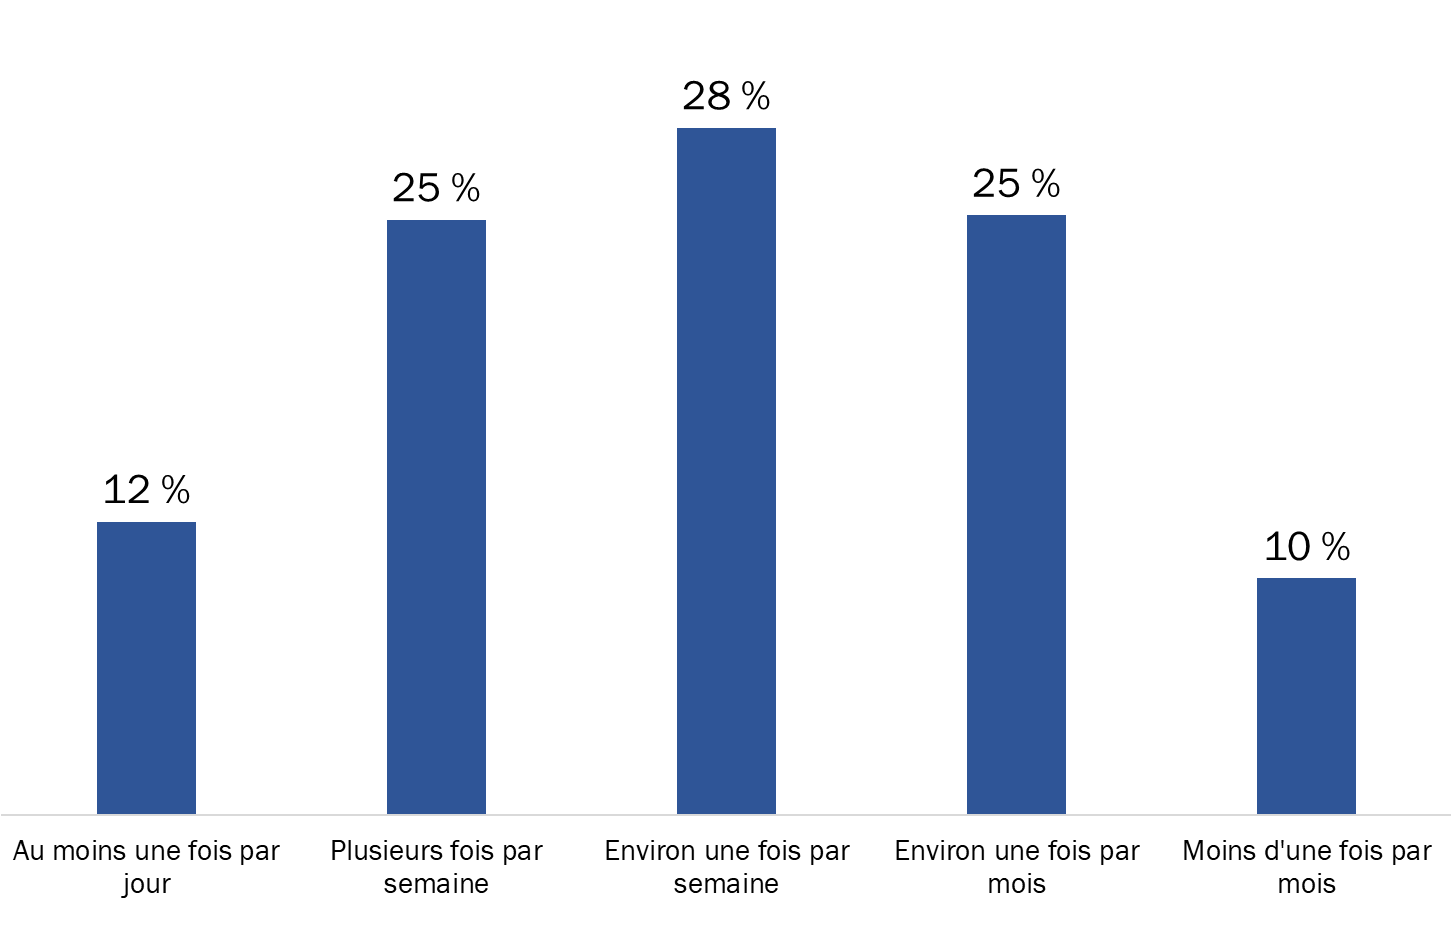 28 %
25 %
25 %
12 %
10 %
Au moins une fois par
jour
Plusieurs fois par
semaine
Environ une fois par
semaine
Environ une fois par
mois
Moins d'une fois par
mois